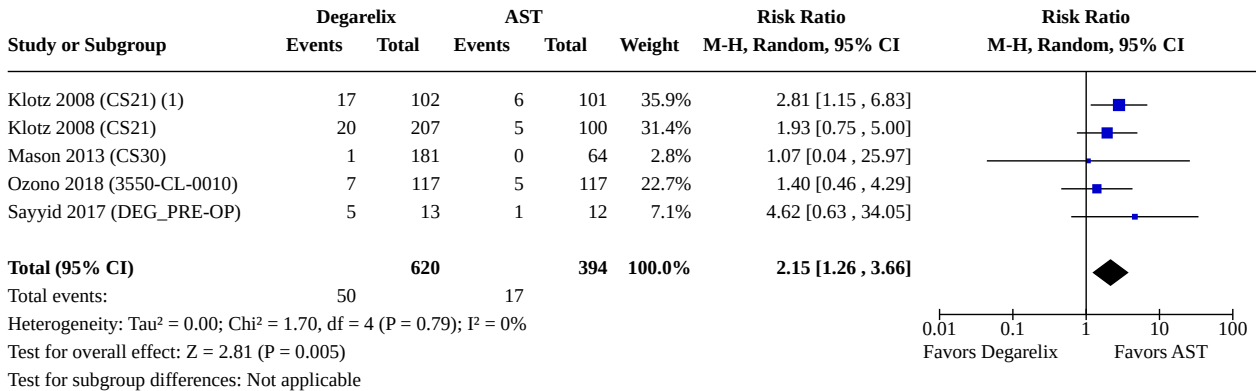 Degarelix AST Risk Ratio Risk Ratio
Study or Subgroup Events Total Events Total Weight M-H, Random, 95% CI M-H, Random, 95% CI
Klotz 2008 (CS21) (1) 17 102 6 101 35.9% 2.81 [1.15 , 6.83]
Klotz 2008 (CS21) 20 207 5 100 31.4% 1.93 [0.75 , 5.00]
Mason 2013 (CS30) 1 181 0 64 2.8% 1.07 [0.04 , 25.97]
Ozono 2018 (3550-CL-0010) 7 117 5 117 22.7% 1.40 [0.46 , 4.29]
Sayyid 2017 (DEG_PRE-OP) 5 13 1 12 7.1% 4.62 [0.63 , 34.05]
Total (95% CI) 620 394 100.0% 2.15 [1.26 , 3.66]
Total events: 50 17
Heterogeneity: Tau² = 0.00; Chi² = 1.70, df = 4 (P = 0.79); I² = 0%
Test for overall effect: Z = 2.81 (P = 0.005)
Test for subgroup differences: Not applicable
0.01 0.1 1 10 100
Favors Degarelix Favors AST